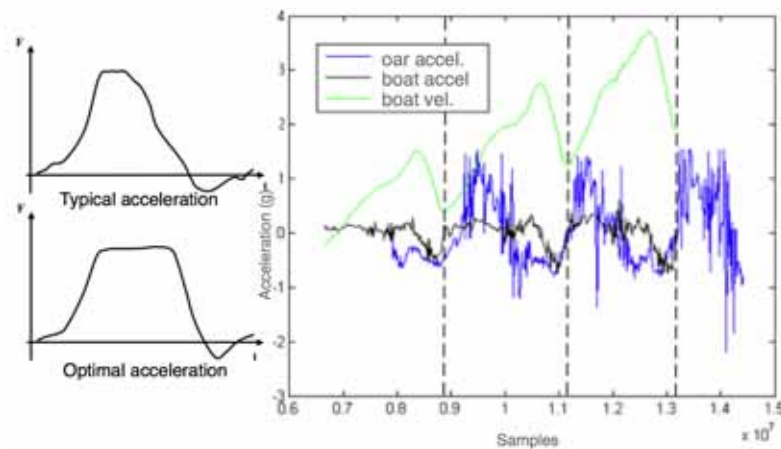 V
Typical acceleration
V
t
Optimal acceleration
4
3
2
1
0
-1
-2
-3
Acceleration (g)
oar accel.
boat accel
boat vel.
0.6
0.7
0.8
0.9
1
1.1
1.2
1.3
1.4
1.5
x 10⁷
Samples